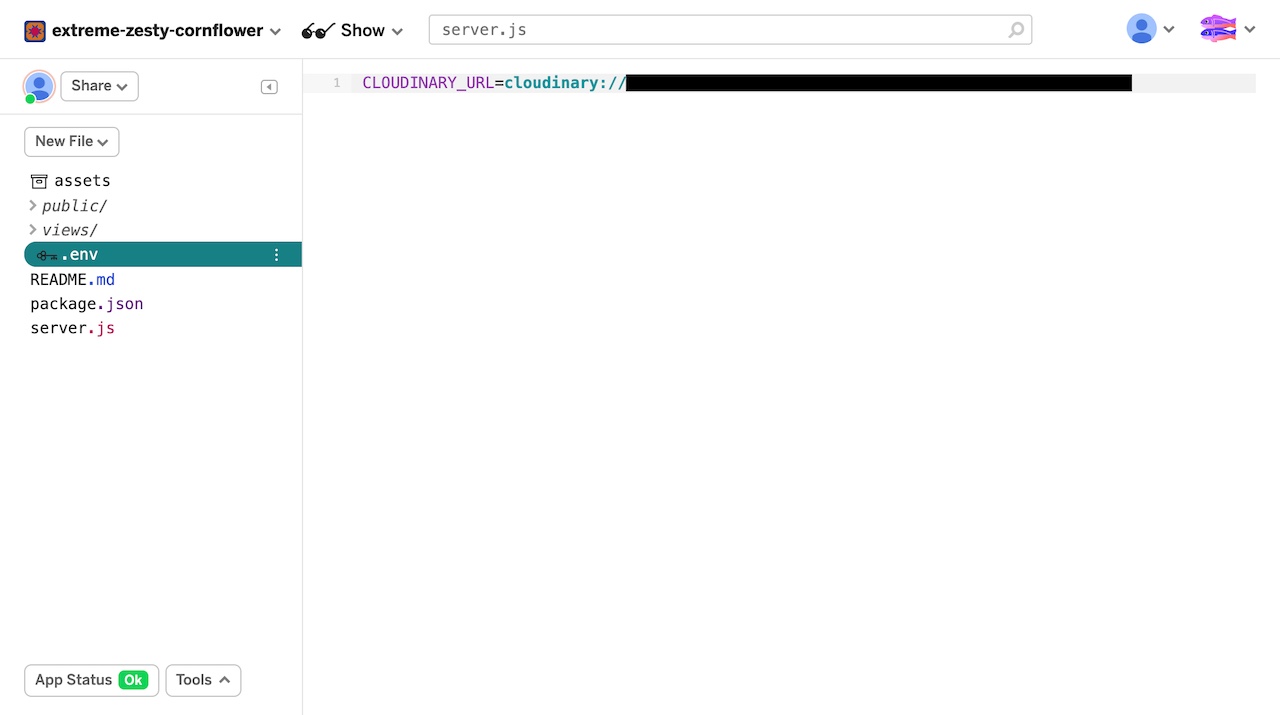 extreme-zesty-cornflower Show server.js
Share
1 CLOUDINARY_URL=cloudinary://
New File
assets
public/
views/
.env
README.md
package.json
server.js
App Status Ok Tools